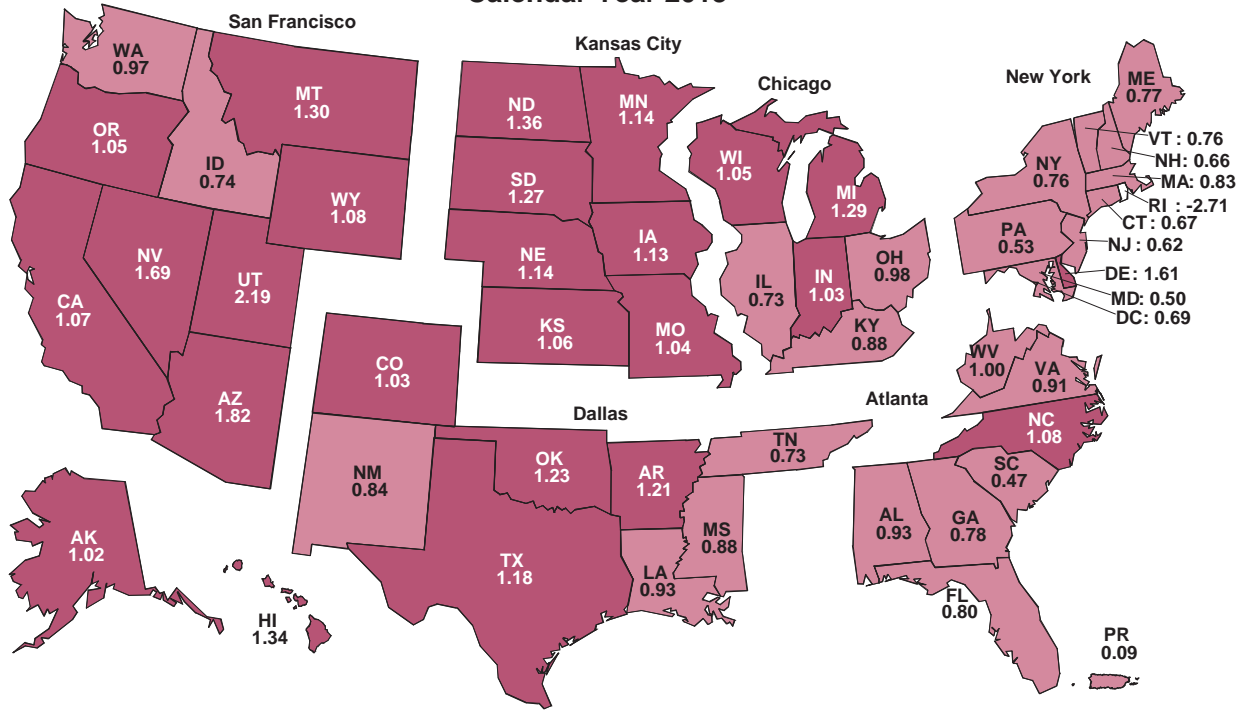 San Francisco
Kansas City
Chicago
New York
WA
0.97
MT
1.30
OR
1.05
ID
0.74
WY
1.08
NV
1.69
UT
2.19
CA
1.07
AZ
1.82
CO
1.03
NM
0.84
AK
1.02
HI
1.34
ND
1.36
MN
1.14
SD
1.27
NE
1.14
IA
1.13
KS
1.06
MO
1.04
WI
1.05
MI
1.29
IL
0.73
IN
1.03
OH
0.98
KY
0.88
ME
0.77
VT : 0.76
NH: 0.66
MA: 0.83
RI : -2.71
CT: 0.67
NJ : 0.62
DE: 1.61
MD: 0.50
DC: 0.69
NY
0.76
PA
0.53
Dallas
Atlanta
OK
1.23
AR
1.21
TX
1.18
LA
0.93
MS
0.88
TN
0.73
WV
1.00
VA
0.91
NC
1.08
SC
0.47
AL
0.93
GA
0.78
FL
0.80
PR
0.09